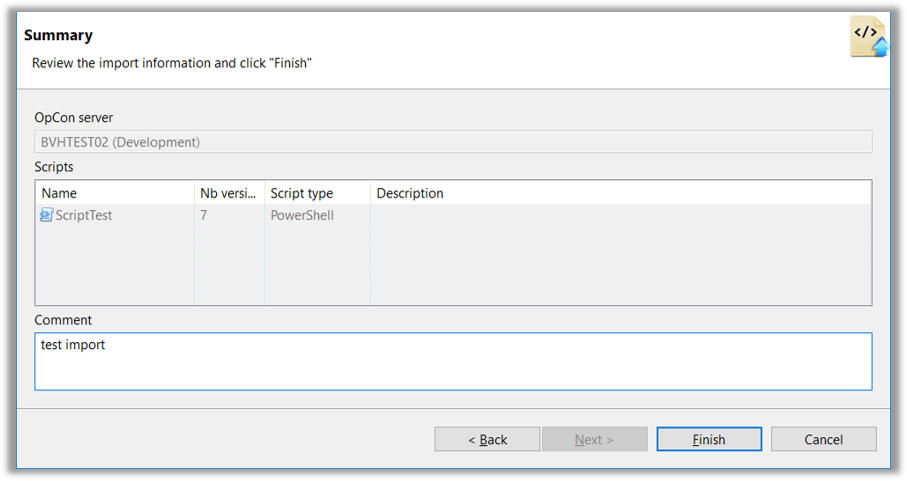 Summary
</>
Review the import information and click "Finish"
OpCon server
BVHTEST02 (Development)
Scripts
Name Nb versi... Script type Description
ScriptTest 7 PowerShell
Comment
test import
< Back Next > Finish Cancel